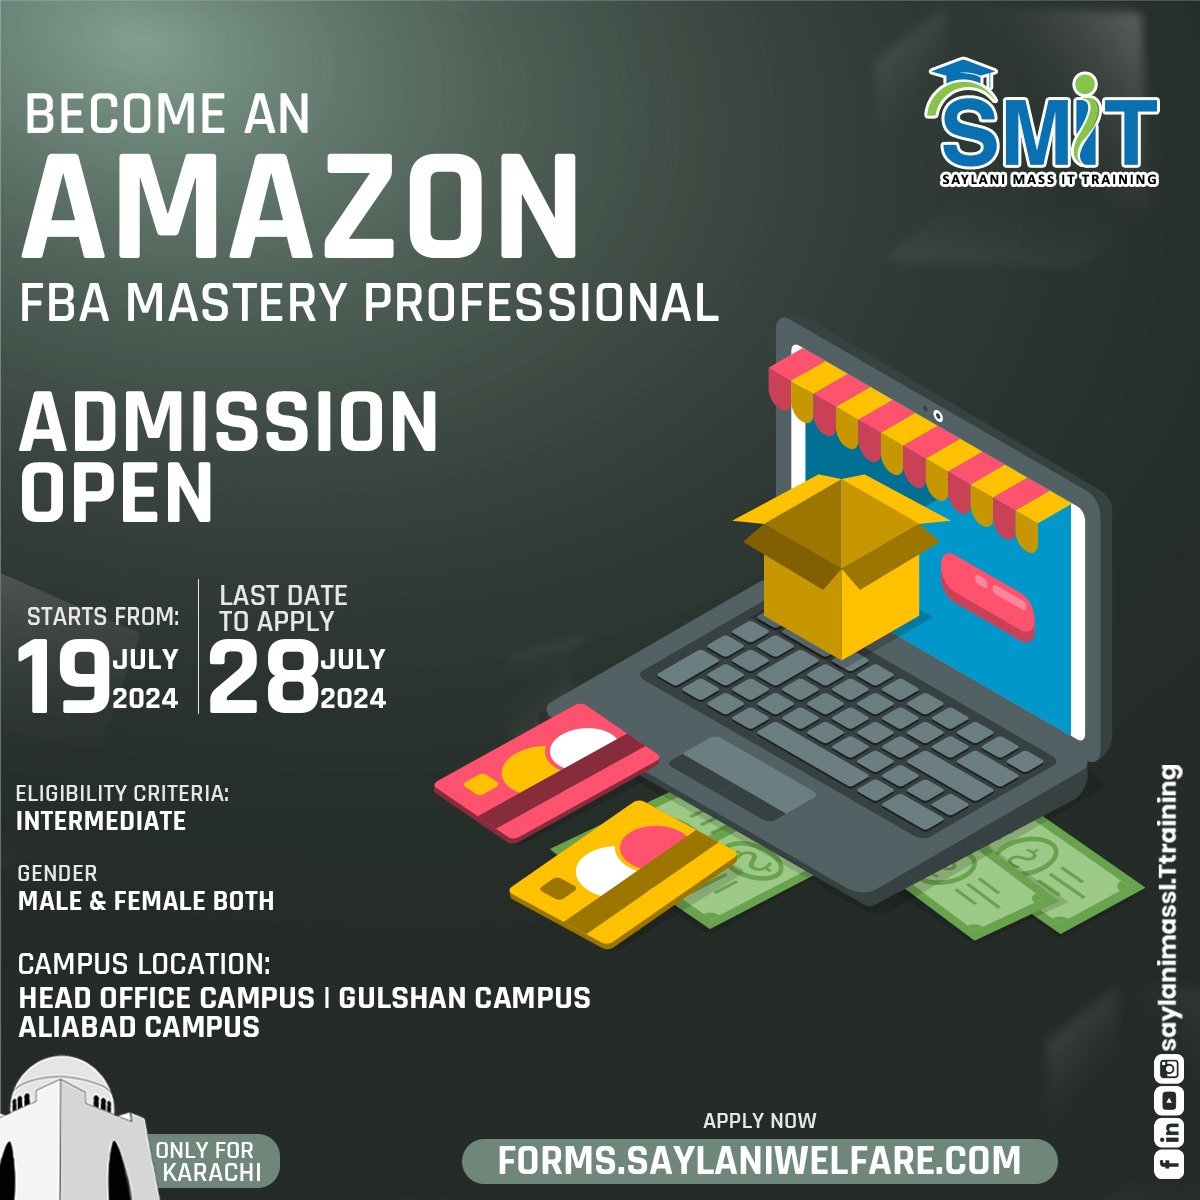 SMiT
SAYLANI MASS IT TRAINING
BECOME AN
AMAZON
FBA MASTERY PROFESSIONAL
ADMISSION
OPEN
STARTS FROM:
19 JULY
2024
LAST DATE
TO APPLY
28 JULY
2024
ELIGIBILITY CRITERIA:
INTERMEDIATE
GENDER
MALE & FEMALE BOTH
CAMPUS LOCATION:
HEAD OFFICE CAMPUS | GULSHAN CAMPUS
ALIABAD CAMPUS
ONLY FOR
KARACHI
APPLY NOW
FORMS.SAYLANIWELFARE.COM
saylanimassI.Ttraining